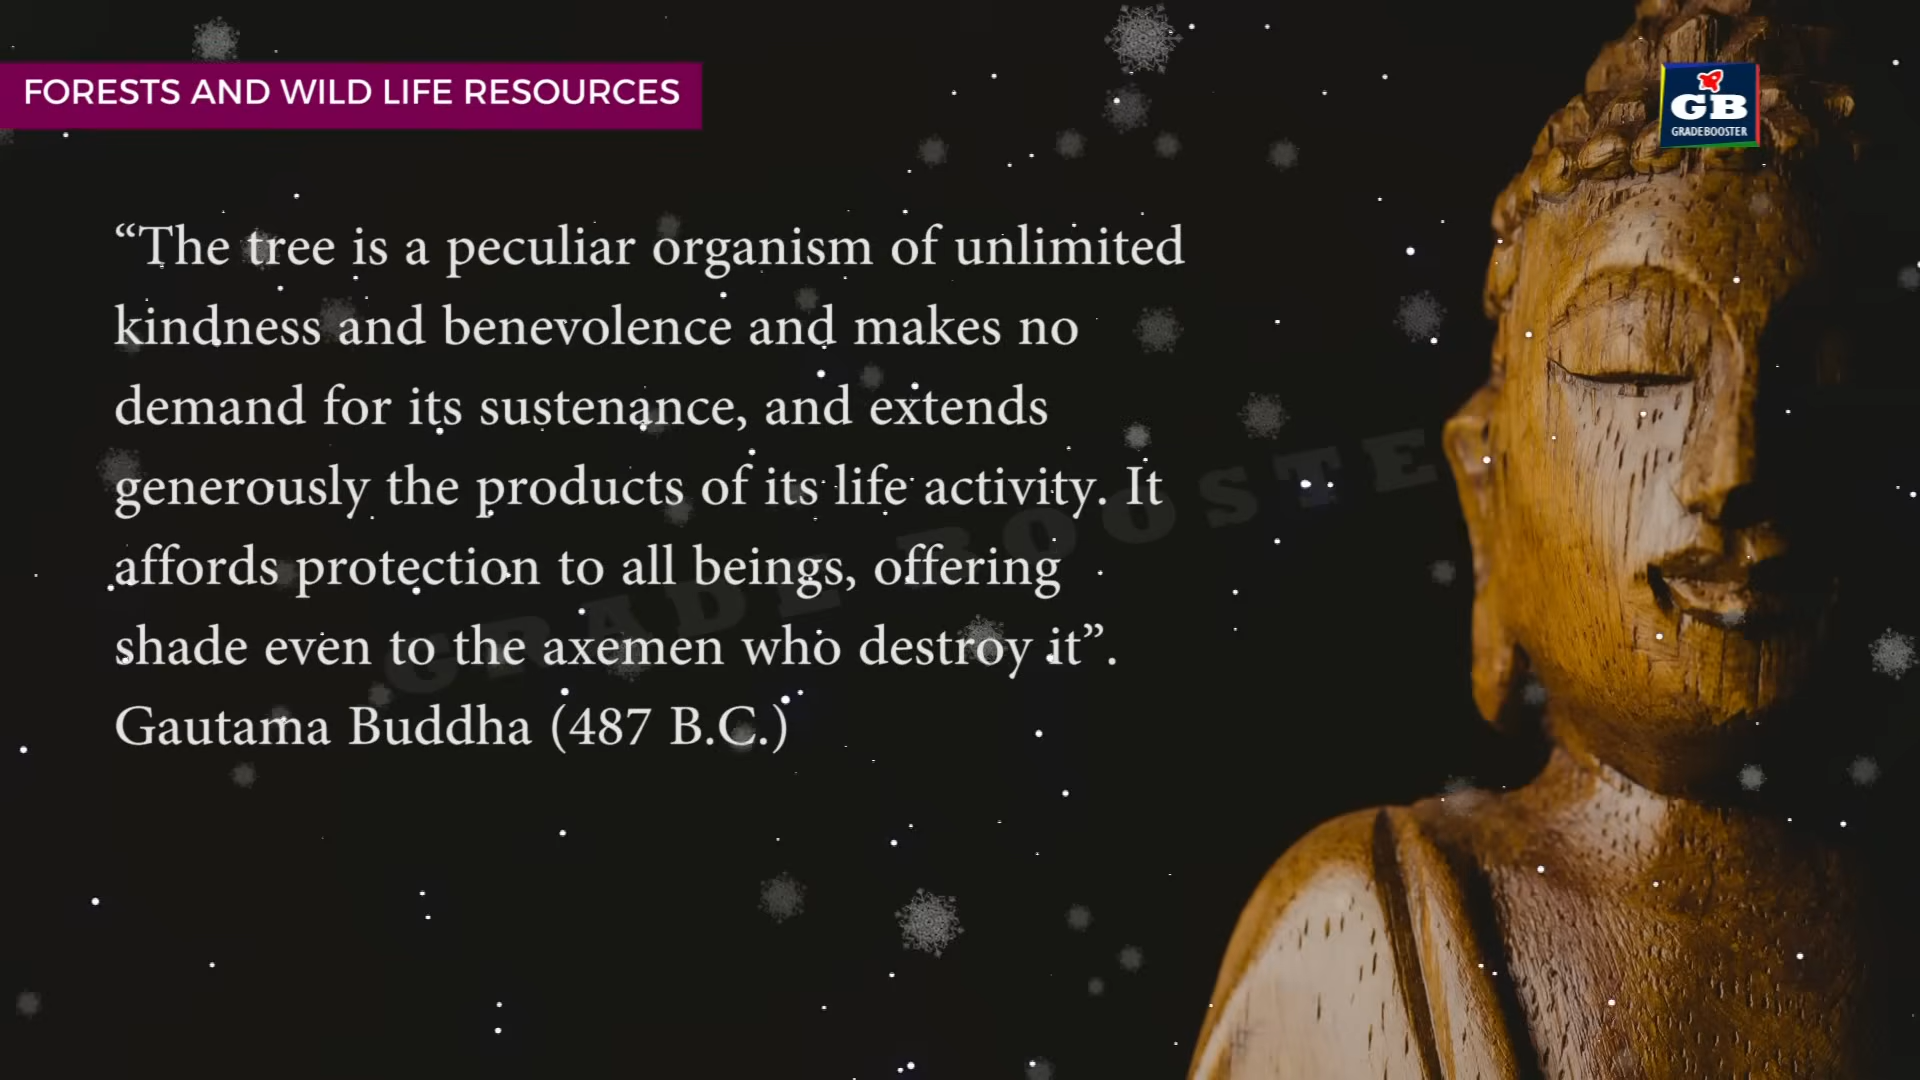 FORESTS AND WILD LIFE RESOURCES
GB
GRADEBOOSTER
“The tree is a peculiar organism of unlimited
kindness and benevolence and makes no
demand for its sustenance, and extends
generously the products of its life activity. It
affords protection to all beings, offering
shade even to the axemen who destroy it”.
Gautama Buddha (487 B.C.)
GRADE BOOSTE